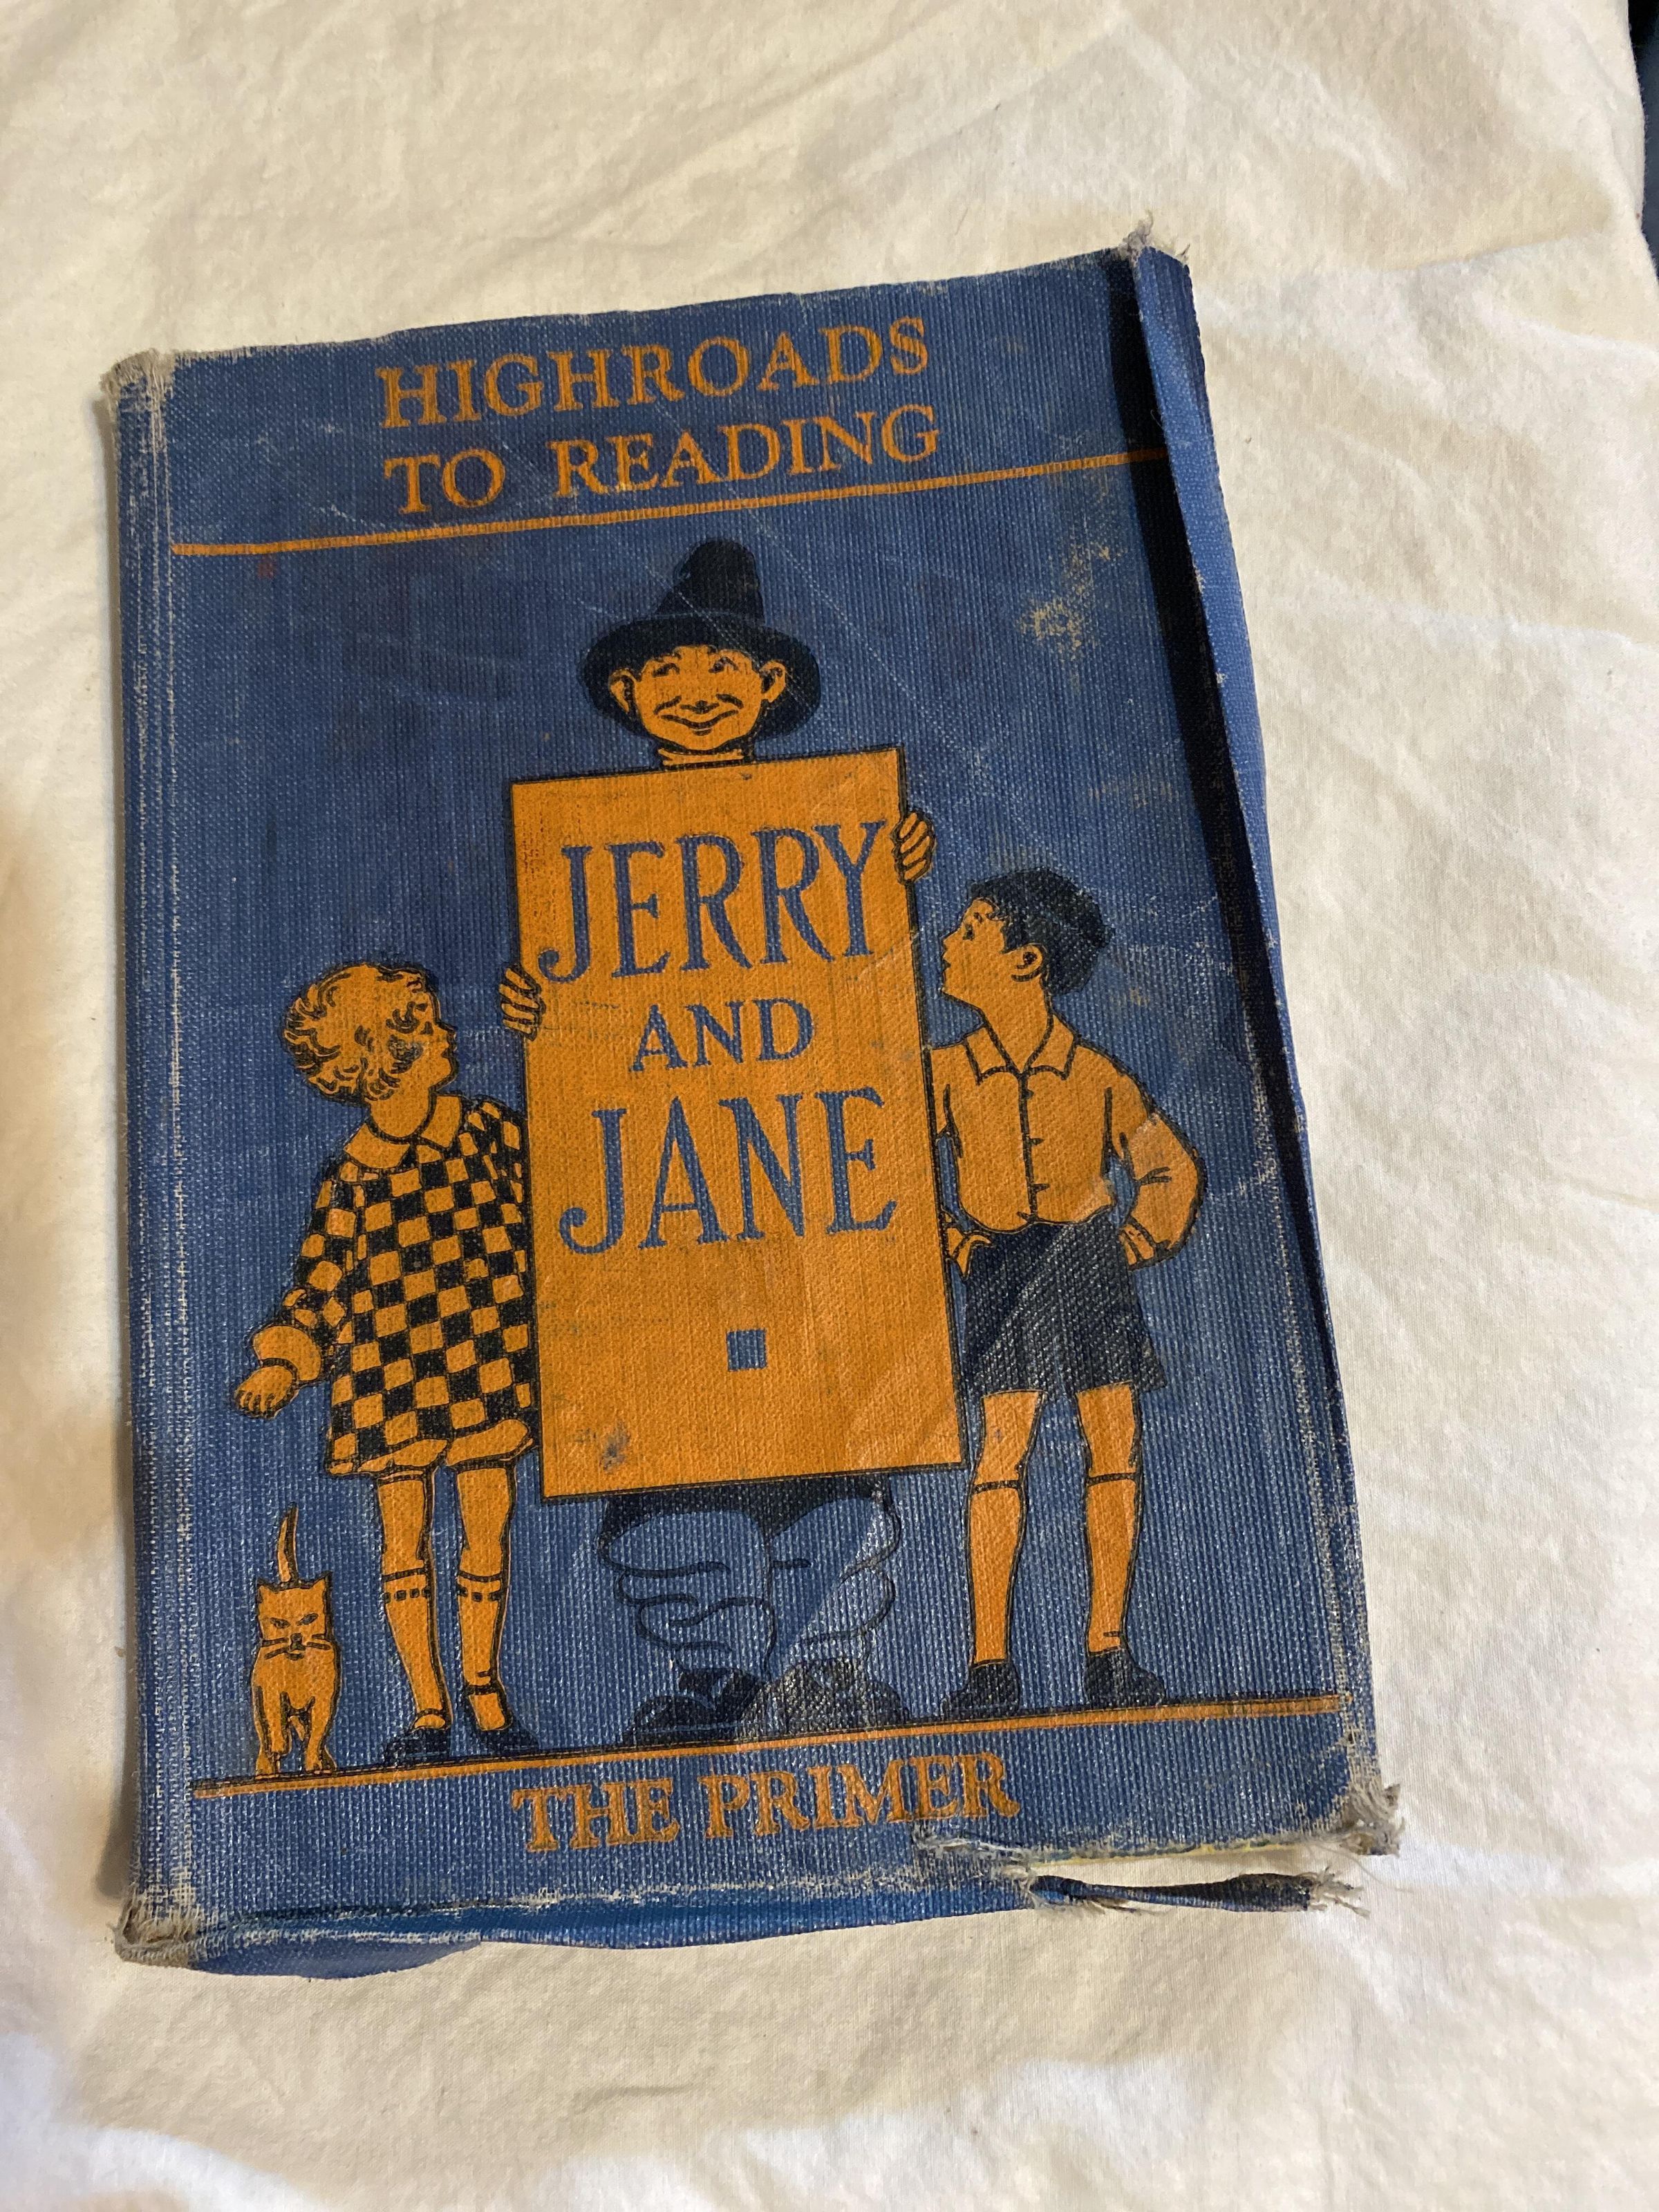 HIGHROADS
TO READING
JERRY
AND
JANE
THE PRIMER